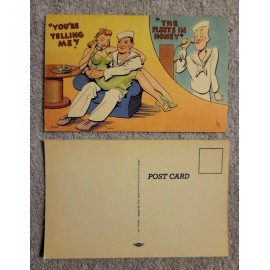 "YOU'RE
TELLING
ME?"
"THE
FLEET'S IN
HONEY"
POST CARD